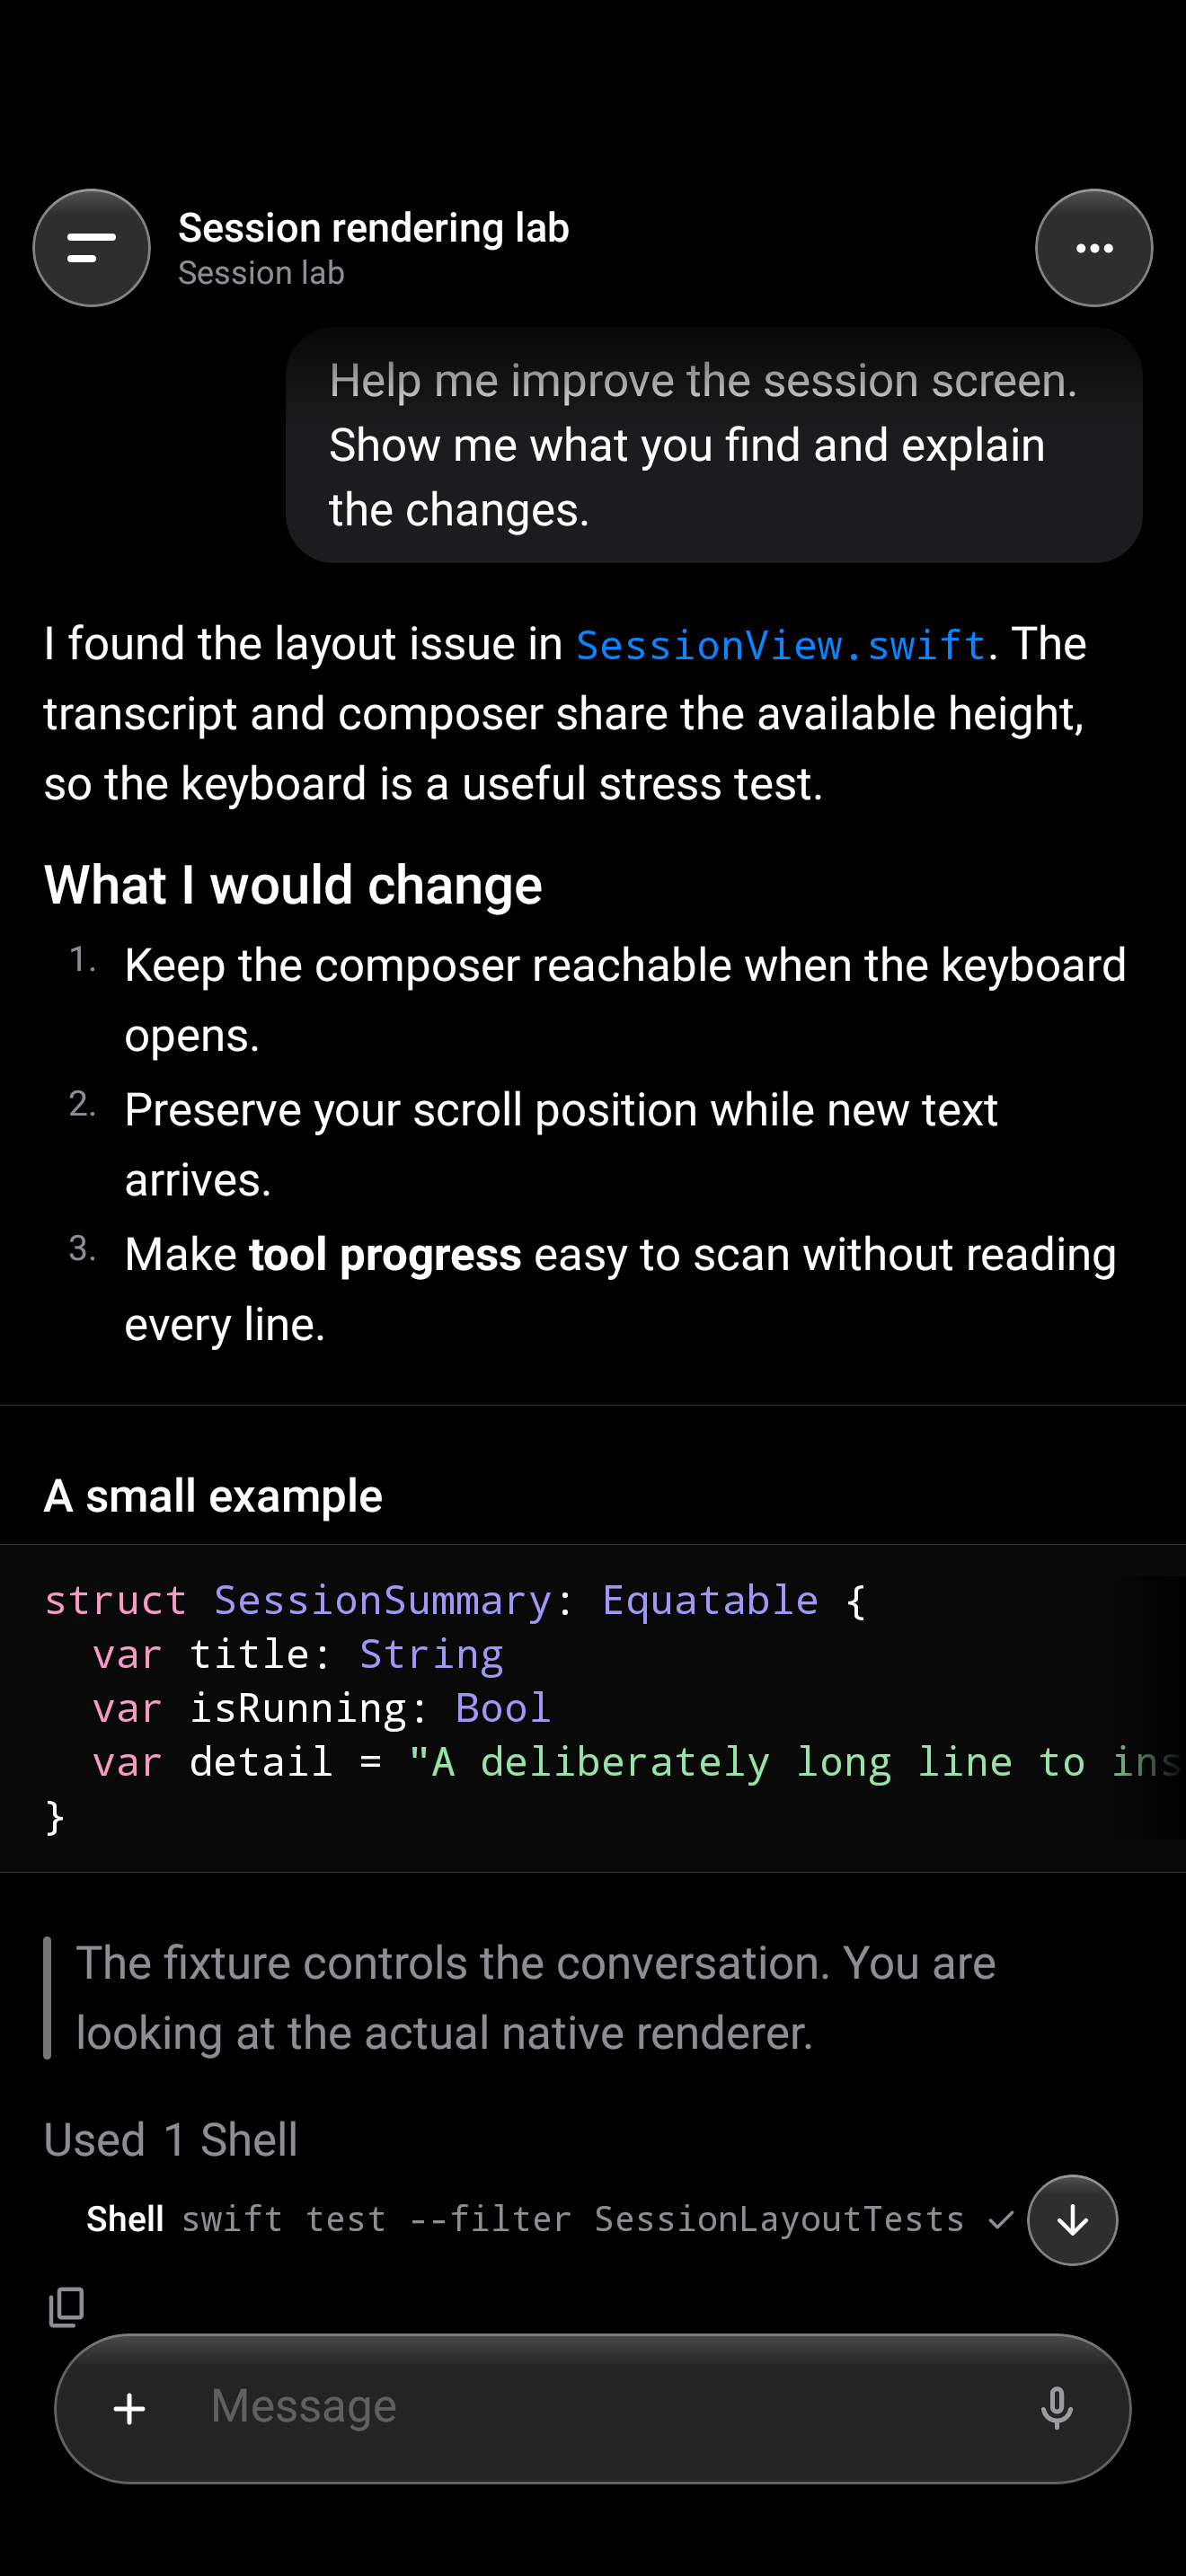 Session rendering lab
Session lab
Help me improve the session screen.
Show me what you find and explain
the changes.
I found the layout issue in SessionView.swift. The
transcript and composer share the available height,
so the keyboard is a useful stress test.
What I would change
1. Keep the composer reachable when the keyboard
opens.
2. Preserve your scroll position while new text
arrives.
3. Make tool progress easy to scan without reading
every line.
A small example
struct SessionSummary: Equatable {
  var title: String
  var isRunning: Bool
  var detail = "A deliberately long line to ins
}
The fixture controls the conversation. You are
looking at the actual native renderer.
Used 1 Shell
Shell swift test --filter SessionLayoutTests ✓
Message